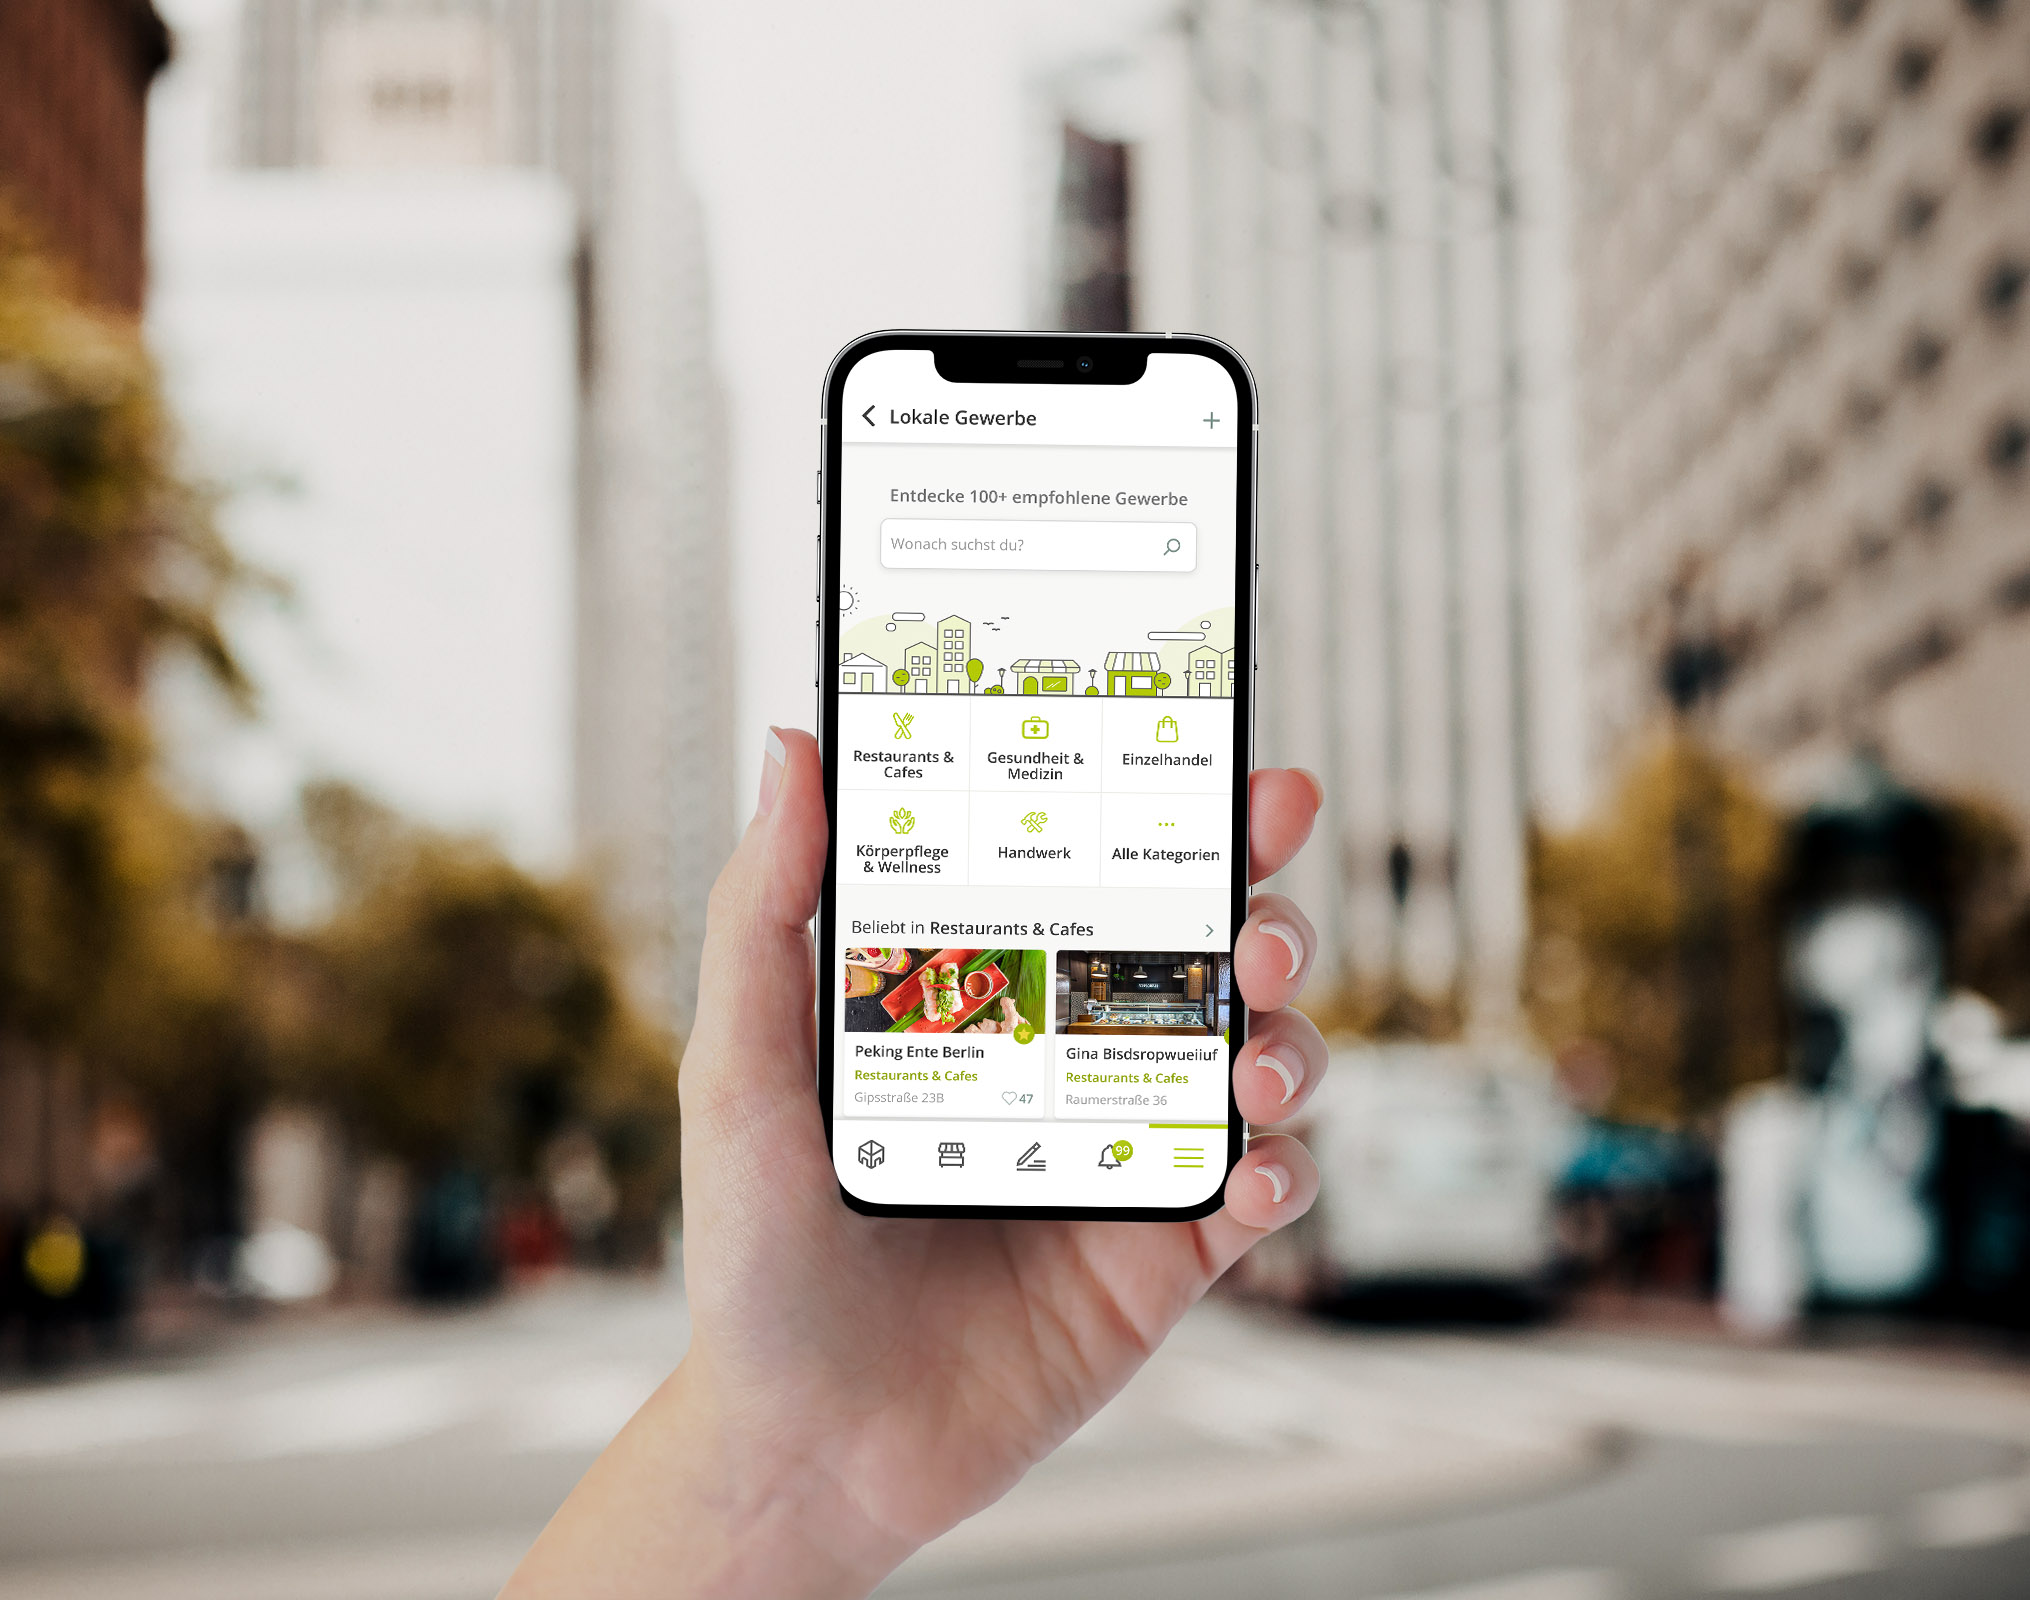 Lokale Gewerbe
Entdecke 100+ empfohlene Gewerbe
Wonach suchst du?
Restaurants &
Cafes
Gesundheit &
Medizin
Einzelhandel
Körperpflege
& Wellness
Handwerk
Alle Kategorien
Beliebt in Restaurants & Cafes
Peking Ente Berlin
Restaurants & Cafes
Gipsstraße 23B
47
Gina Bisdsropwueiiuf
Restaurants & Cafes
Raumerstraße 36
99